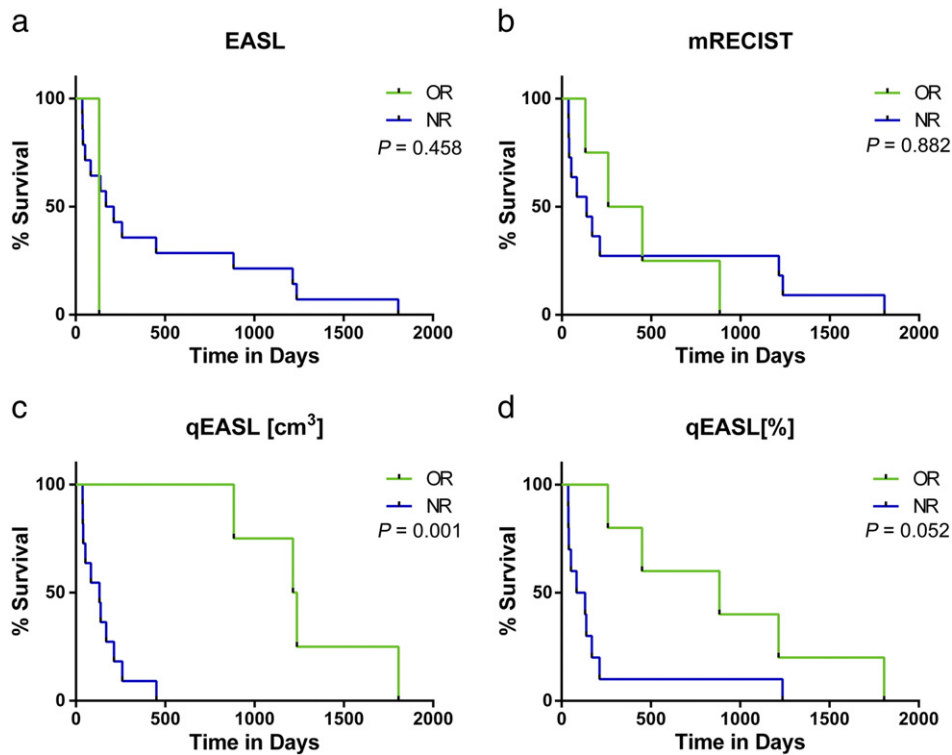 a
EASL
% Survival
100
50
0
OR
NR
P = 0.458
0 500 1000 1500 2000
Time in Days
b
mRECIST
% Survival
100
50
0
OR
NR
P = 0.882
0 500 1000 1500 2000
Time in Days
c
qEASL [cm³]
% Survival
100
50
0
OR
NR
P = 0.001
0 500 1000 1500 2000
Time in Days
d
qEASL[%]
% Survival
100
50
0
OR
NR
P = 0.052
0 500 1000 1500 2000
Time in Days